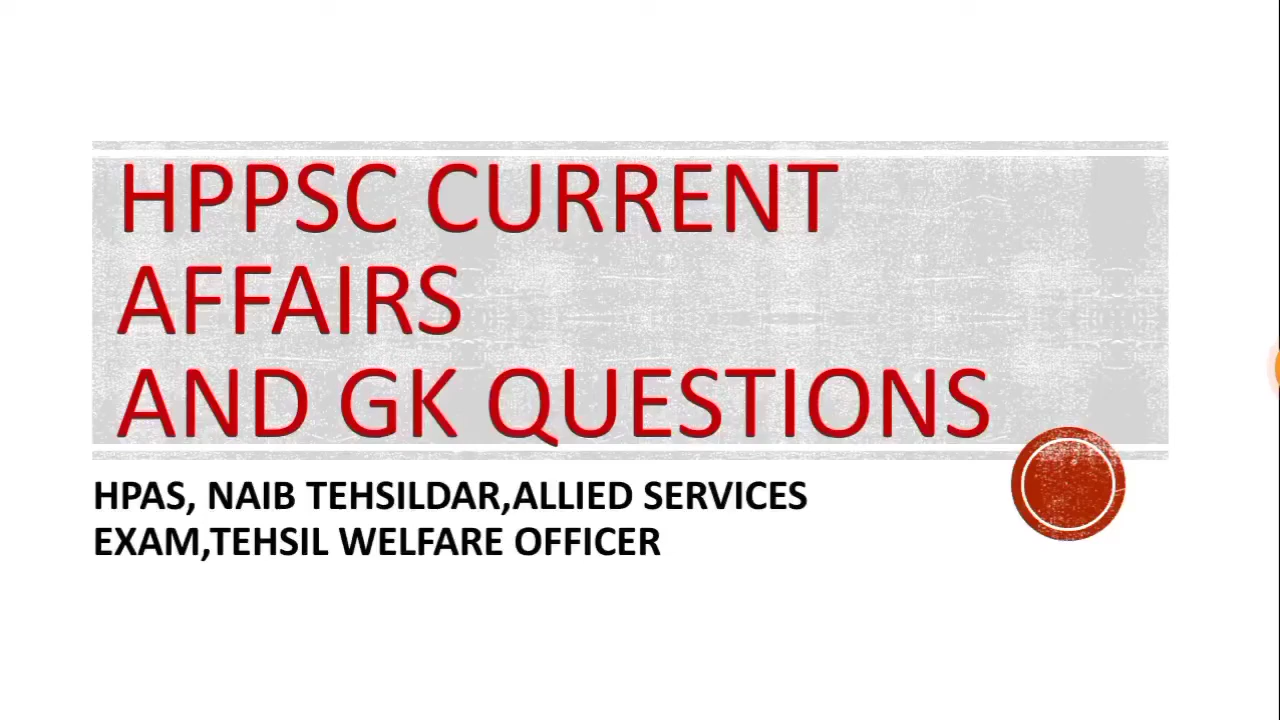 HPPSC CURRENT
AFFAIRS
AND GK QUESTIONS
HPAS, NAIB TEHSILDAR,ALLIED SERVICES
EXAM,TEHSIL WELFARE OFFICER